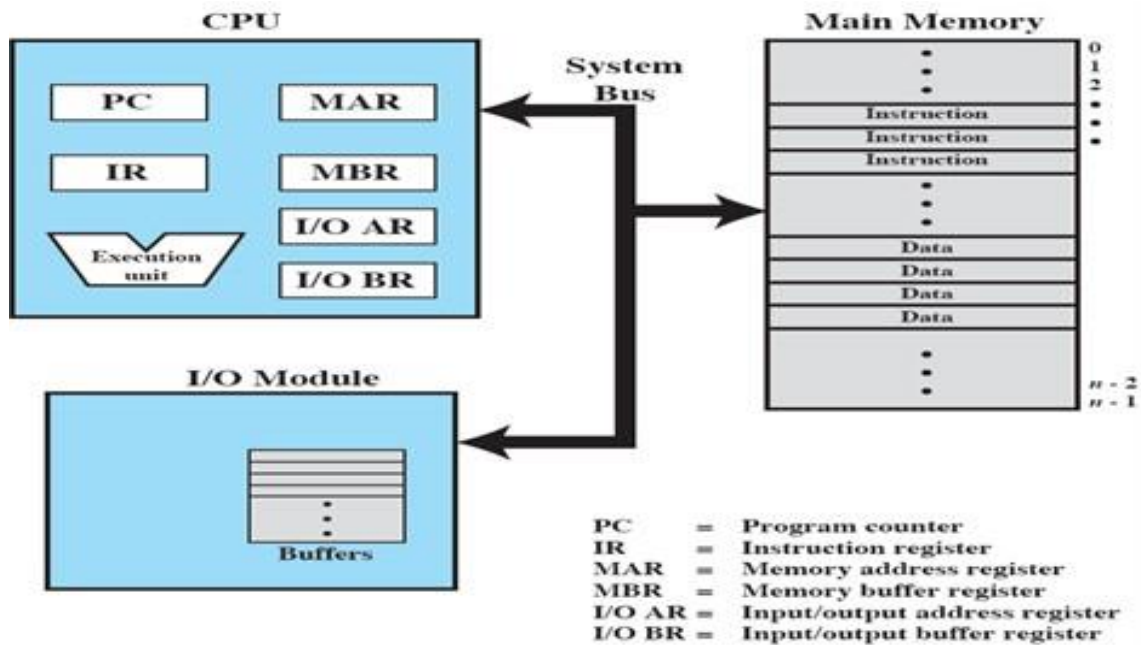 CPU
PC
MAR
IR
MBR
I/O AR
Execution
unit
I/O BR
System
Bus
Main Memory
0
1
2
Instruction
Instruction
Instruction
Data
Data
Data
Data
n - 2
n - 1
I/O Module
Buffers
PC = Program counter
IR = Instruction register
MAR = Memory address register
MBR = Memory buffer register
I/O AR = Input/output address register
I/O BR = Input/output buffer register